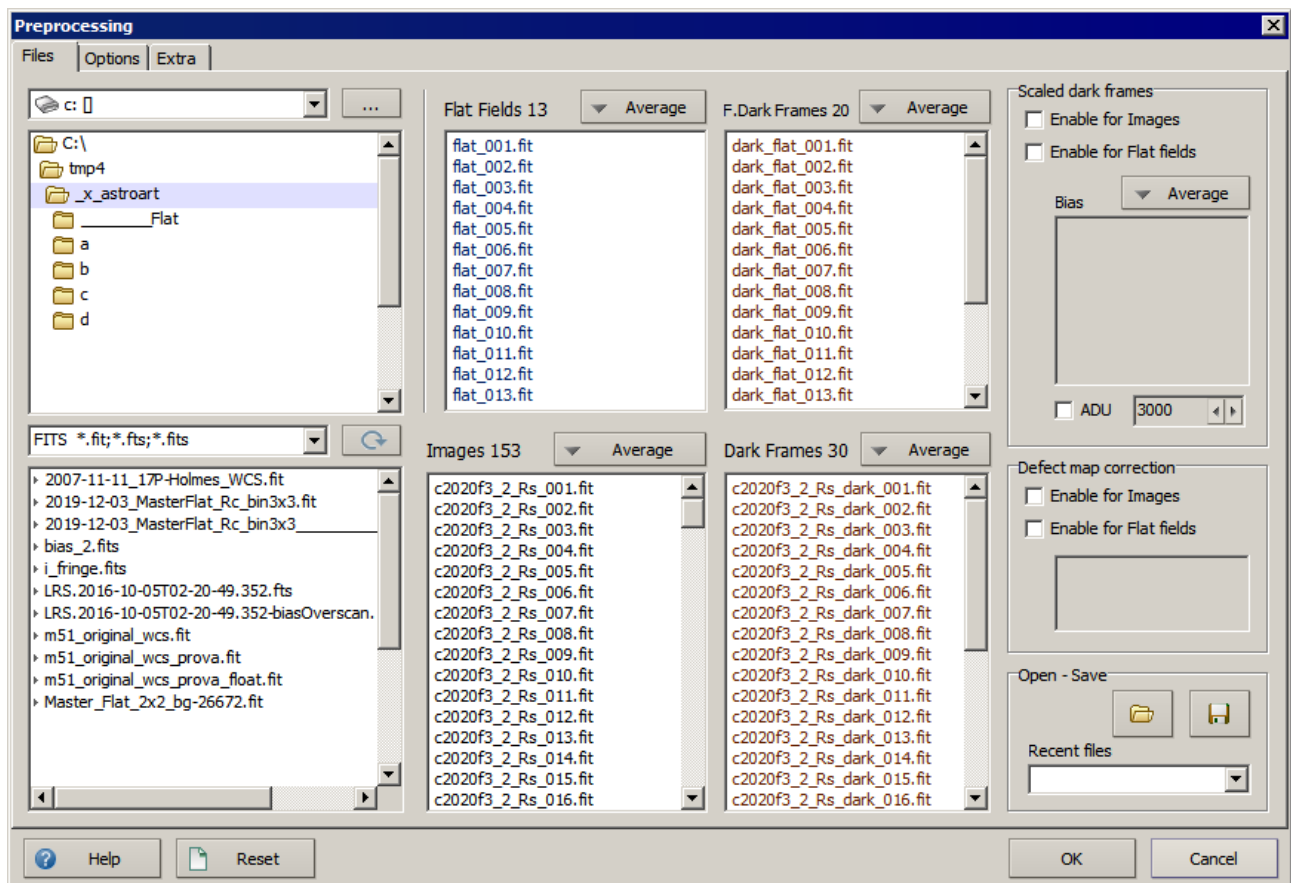 Preprocessing
Files
Options
Extra
c: []
...
C:\
tmp4
_x_astroart
________Flat
a
b
c
d
FITS *.fit;*.fts;*.fits
2007-11-11_17P-Holmes_WCS.fit
2019-12-03_MasterFlat_Rc_bin3x3.fit
2019-12-03_MasterFlat_Rc_bin3x3_________
bias_2.fits
i_fringe.fits
LRS.2016-10-05T02-20-49.352.fts
LRS.2016-10-05T02-20-49.352-biasOverscan.
m51_original_wcs.fit
m51_original_wcs_prova.fit
m51_original_wcs_prova_float.fit
Master_Flat_2x2_bg-26672.fit
Flat Fields 13
Average
flat_001.fit
flat_002.fit
flat_003.fit
flat_004.fit
flat_005.fit
flat_006.fit
flat_007.fit
flat_008.fit
flat_009.fit
flat_010.fit
flat_011.fit
flat_012.fit
flat_013.fit
F.Dark Frames 20
Average
dark_flat_001.fit
dark_flat_002.fit
dark_flat_003.fit
dark_flat_004.fit
dark_flat_005.fit
dark_flat_006.fit
dark_flat_007.fit
dark_flat_008.fit
dark_flat_009.fit
dark_flat_010.fit
dark_flat_011.fit
dark_flat_012.fit
dark_flat_013.fit
Images 153
Average
c2020f3_2_Rs_001.fit
c2020f3_2_Rs_002.fit
c2020f3_2_Rs_003.fit
c2020f3_2_Rs_004.fit
c2020f3_2_Rs_005.fit
c2020f3_2_Rs_006.fit
c2020f3_2_Rs_007.fit
c2020f3_2_Rs_008.fit
c2020f3_2_Rs_009.fit
c2020f3_2_Rs_010.fit
c2020f3_2_Rs_011.fit
c2020f3_2_Rs_012.fit
c2020f3_2_Rs_013.fit
c2020f3_2_Rs_014.fit
c2020f3_2_Rs_015.fit
c2020f3_2_Rs_016.fit
Dark Frames 30
Average
c2020f3_2_Rs_dark_001.fit
c2020f3_2_Rs_dark_002.fit
c2020f3_2_Rs_dark_003.fit
c2020f3_2_Rs_dark_004.fit
c2020f3_2_Rs_dark_005.fit
c2020f3_2_Rs_dark_006.fit
c2020f3_2_Rs_dark_007.fit
c2020f3_2_Rs_dark_008.fit
c2020f3_2_Rs_dark_009.fit
c2020f3_2_Rs_dark_010.fit
c2020f3_2_Rs_dark_011.fit
c2020f3_2_Rs_dark_012.fit
c2020f3_2_Rs_dark_013.fit
c2020f3_2_Rs_dark_014.fit
c2020f3_2_Rs_dark_015.fit
c2020f3_2_Rs_dark_016.fit
Scaled dark frames
Enable for Images
Enable for Flat fields
Bias
Average
ADU
3000
Defect map correction
Enable for Images
Enable for Flat fields
Open - Save
Recent files
? Help
Reset
OK
Cancel